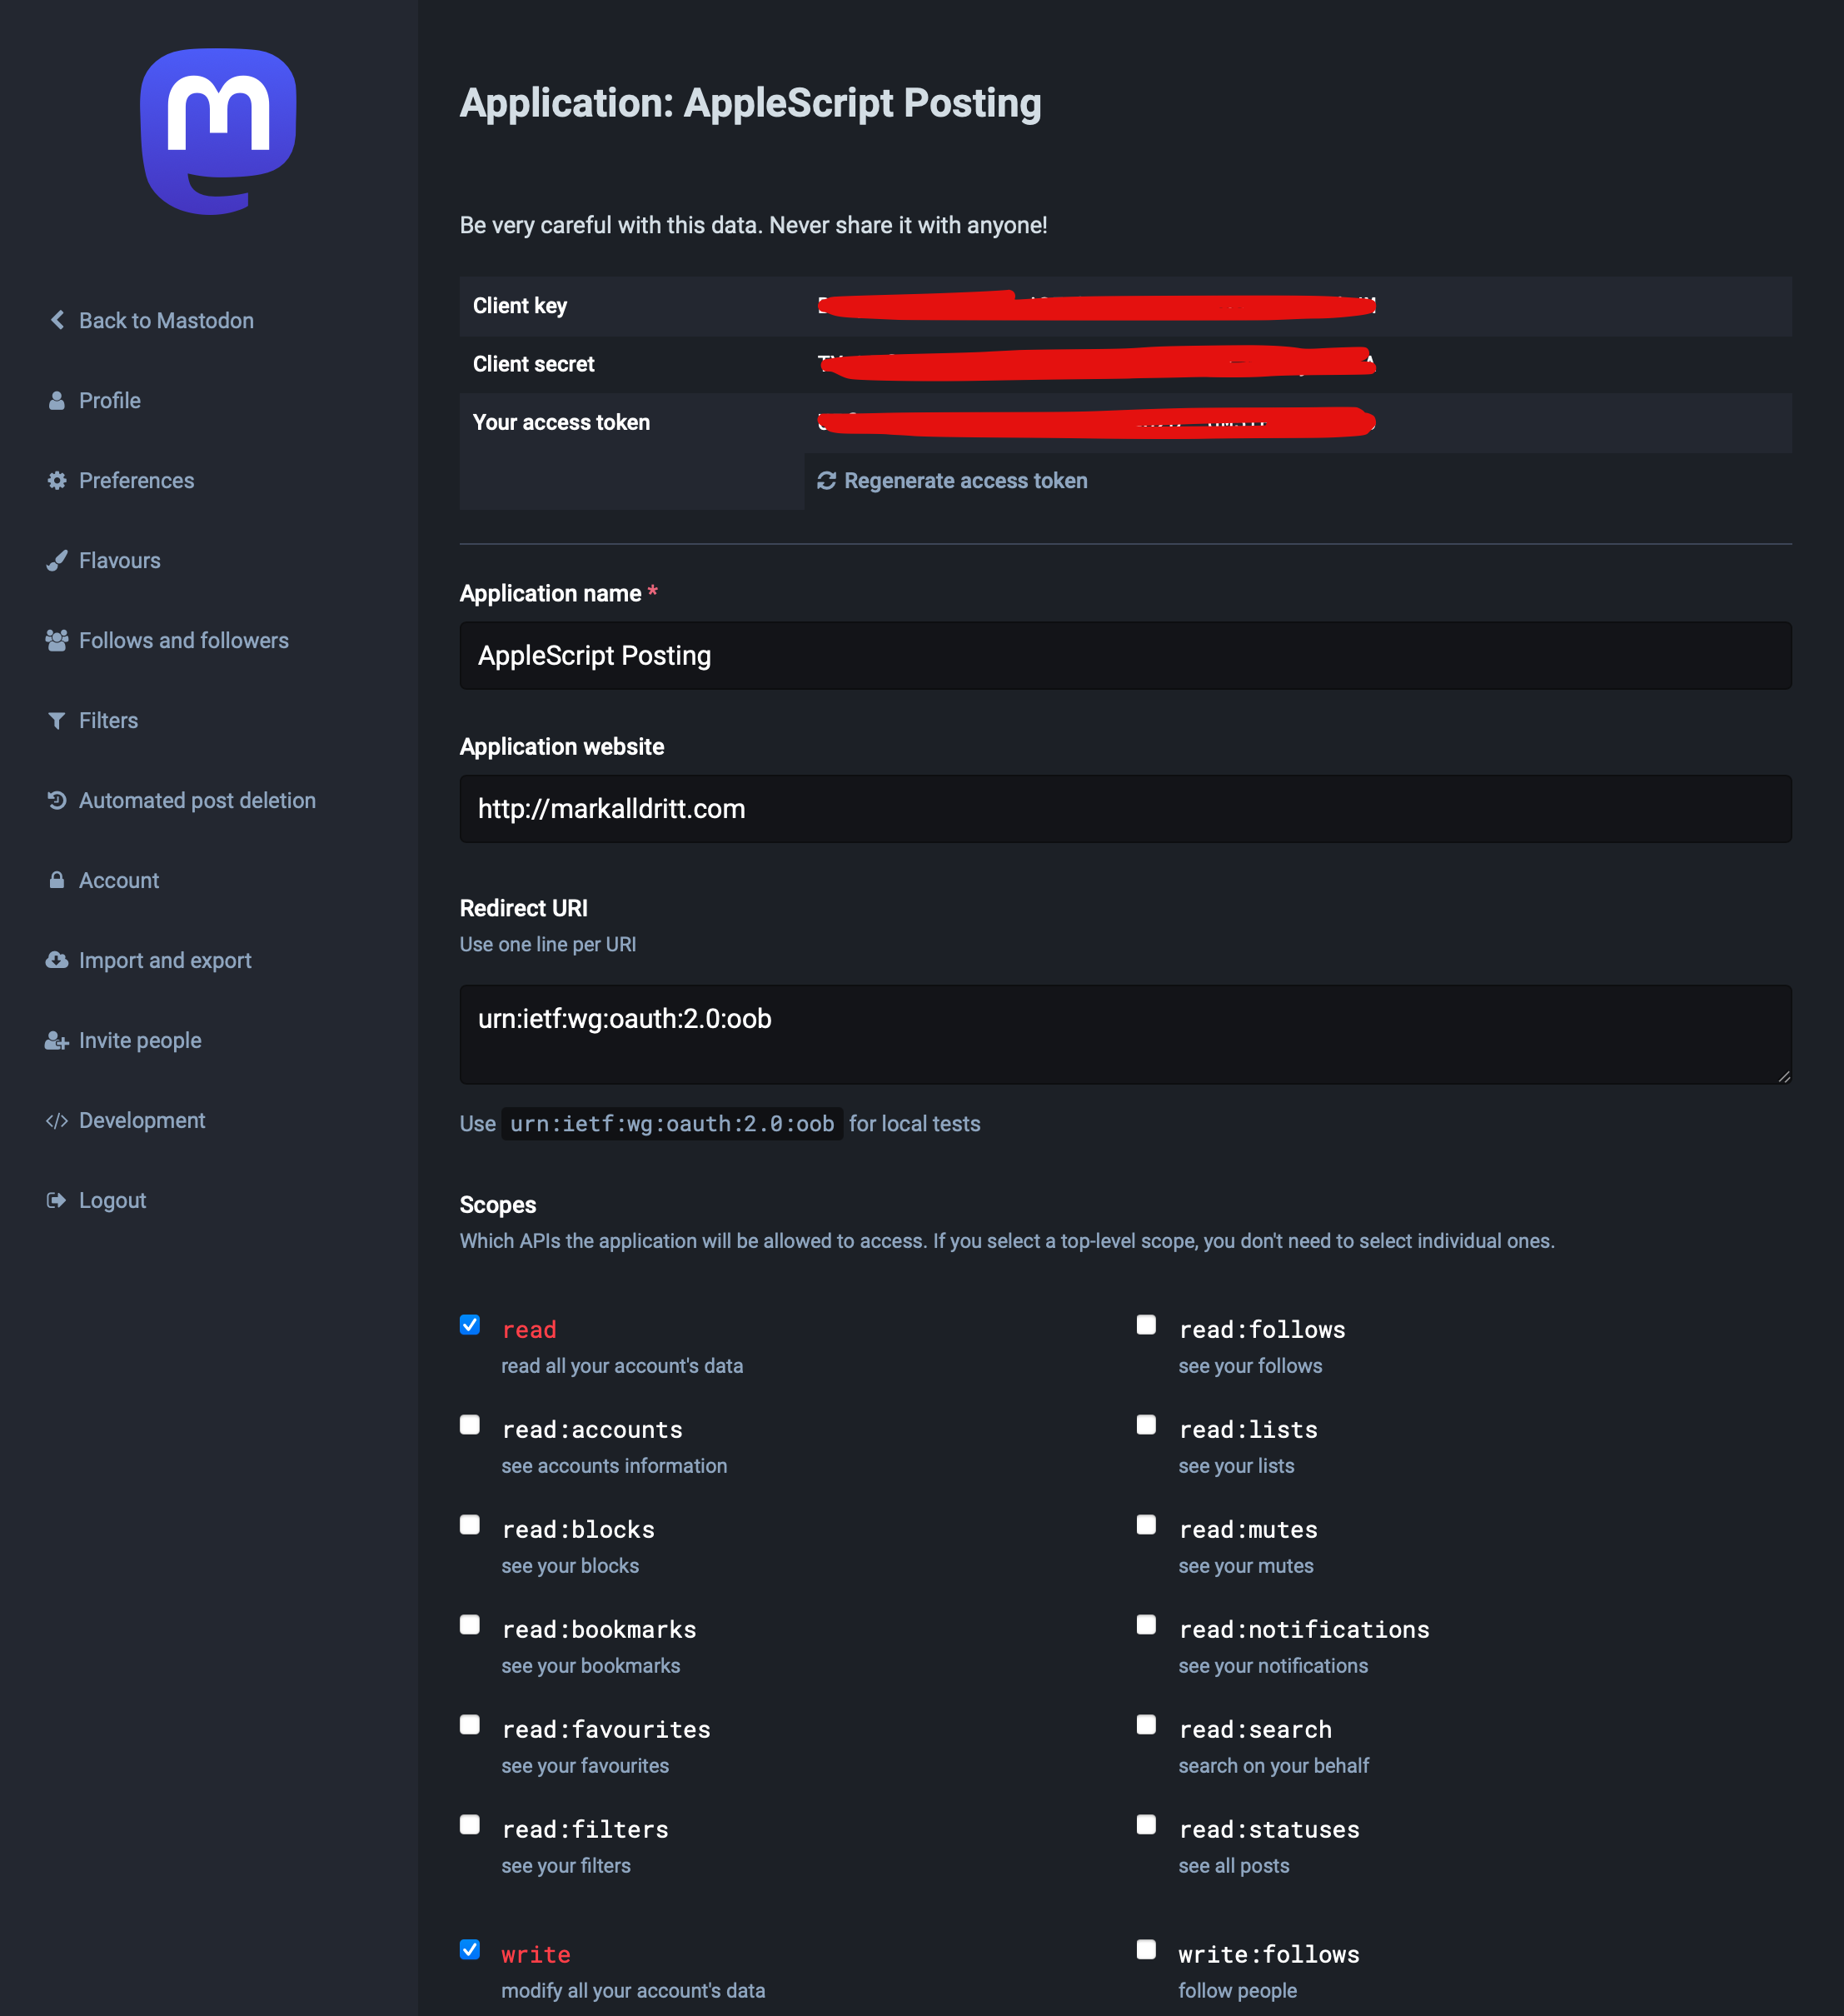 Application: AppleScript Posting
Be very careful with this data. Never share it with anyone!
Client key
Client secret
Your access token
Regenerate access token
Back to Mastodon
Profile
Preferences
Flavours
Follows and followers
Filters
Automated post deletion
Account
Import and export
Invite people
Development
Logout
Application name *
AppleScript Posting
Application website
http://markalldritt.com
Redirect URI
Use one line per URI
urn:ietf:wg:oauth:2.0:oob
Use urn:ietf:wg:oauth:2.0:oob for local tests
Scopes
Which APIs the application will be allowed to access. If you select a top-level scope, you don't need to select individual ones.
read
read all your account's data
read:follows
see your follows
read:accounts
see accounts information
read:lists
see your lists
read:blocks
see your blocks
read:mutes
see your mutes
read:bookmarks
see your bookmarks
read:notifications
see your notifications
read:favourites
see your favourites
read:search
search on your behalf
read:filters
see your filters
read:statuses
see all posts
write
modify all your account's data
write:follows
follow people